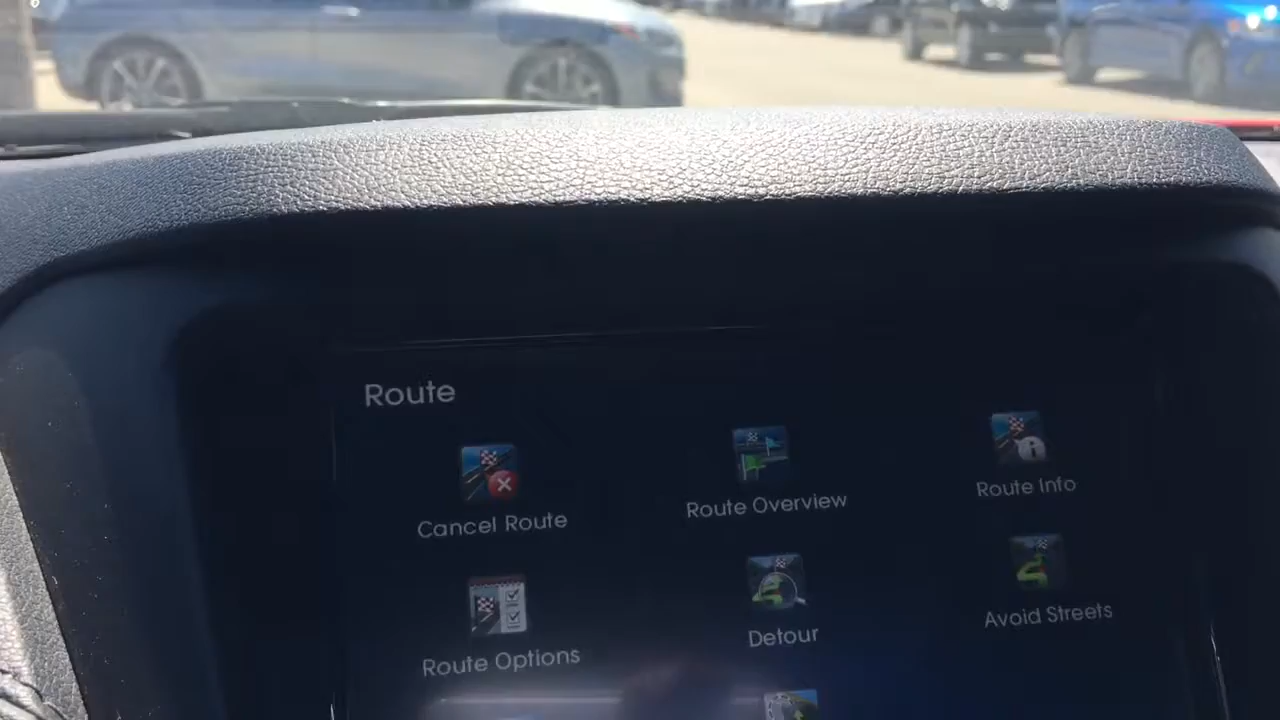 Route
Cancel Route
Route Overview
Route Info
Route Options
Detour
Avoid Streets